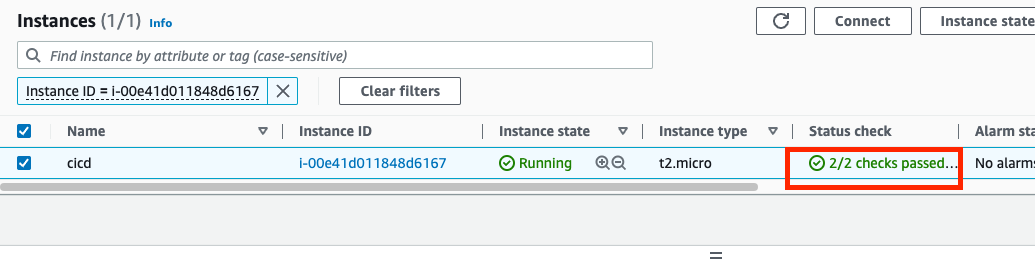 Instances (1/1) Info
Connect
Instance state
Find instance by attribute or tag (case-sensitive)
Instance ID = i-00e41d011848d6167
Clear filters
Name Instance ID Instance state Instance type Status check Alarm sta
cicd i-00e41d011848d6167 Running t2.micro 2/2 checks passed... No alarms